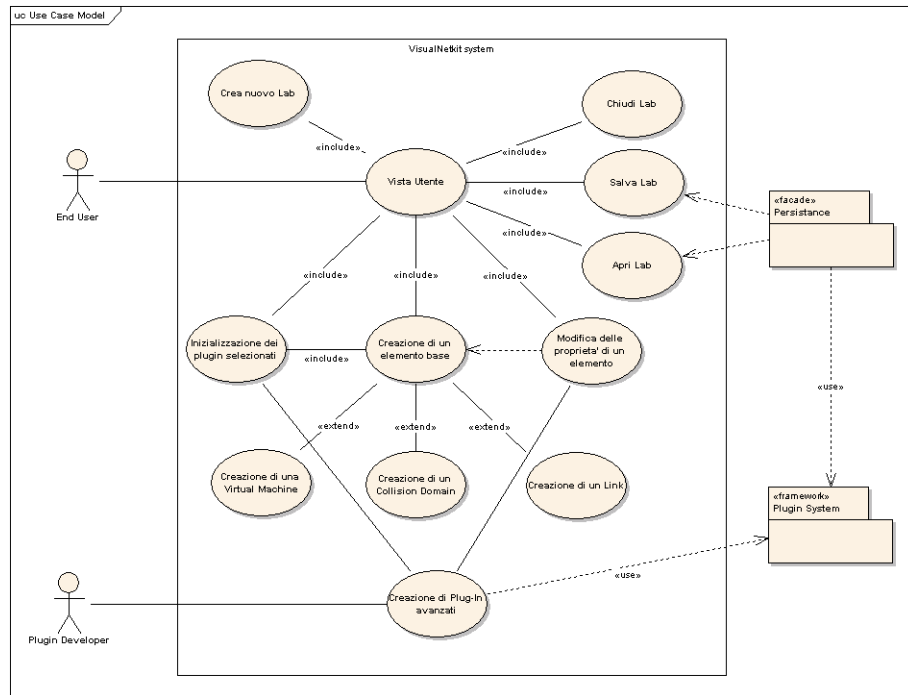 uc Use Case Model
VisualNetkit system
Crea nuovo Lab
Chiudi Lab
«include»
«include»
Vista Utente
«include»
Salva Lab
«facade»
Persistance
End User
«include»
Apri Lab
«include»
«include»
«include»
Inizializzazione dei
plugin selezionati
«include»
Creazione di un
elemento base
Modifica delle
proprieta' di un
elemento
«use»
«extend»
«extend»
«extend»
Creazione di una
Virtual Machine
Creazione di un
Collision Domain
Creazione di un Link
«framework»
Plugin System
«use»
Creazione di Plug-In
avanzati
Plugin Developer